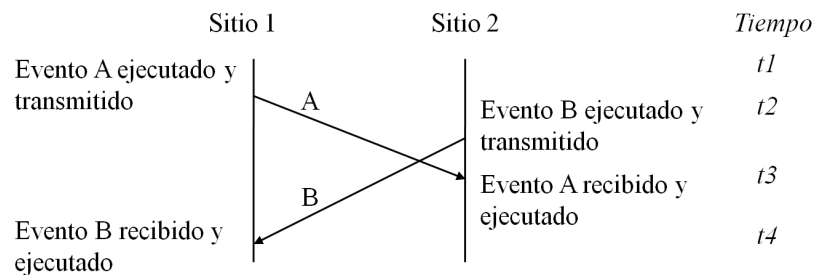 Sitio 1
Sitio 2
Tiempo
Evento A ejecutado y
transmitido
t1
A
Evento B ejecutado y
transmitido
t2
Evento A recibido y
ejecutado
t3
B
Evento B recibido y
ejecutado
t4